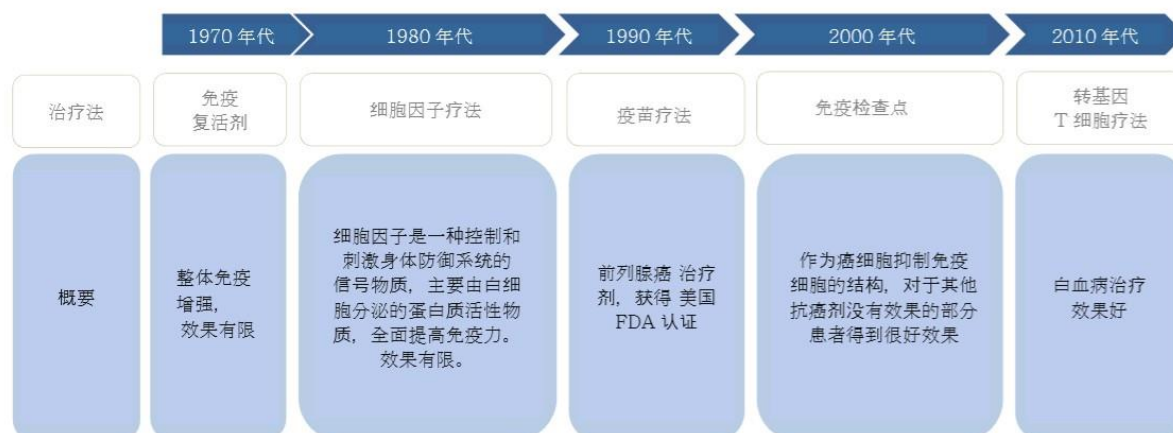 1970 年代
1980 年代
1990 年代
2000 年代
2010 年代
治疗法
免疫
复活剂
细胞因子疗法
疫苗疗法
免疫检查点
转基因
T 细胞疗法
概要
整体免疫
增强，
效果有限
细胞因子是一种控制和
刺激身体防御系统的
信号物质，主要由白细
胞分泌的蛋白质活性物
质，全面提高免疫力。
效果有限。
前列腺癌 治疗
剂，获得 美国
FDA 认证
作为癌细胞抑制免疫
细胞的结构，对于其他
抗癌剂没有效果的部分
患者得到很好效果
白血病治疗
效果好